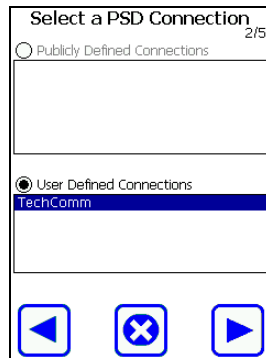 Select a PSD Connection
2/5
Publicly Defined Connections
User Defined Connections
TechComm